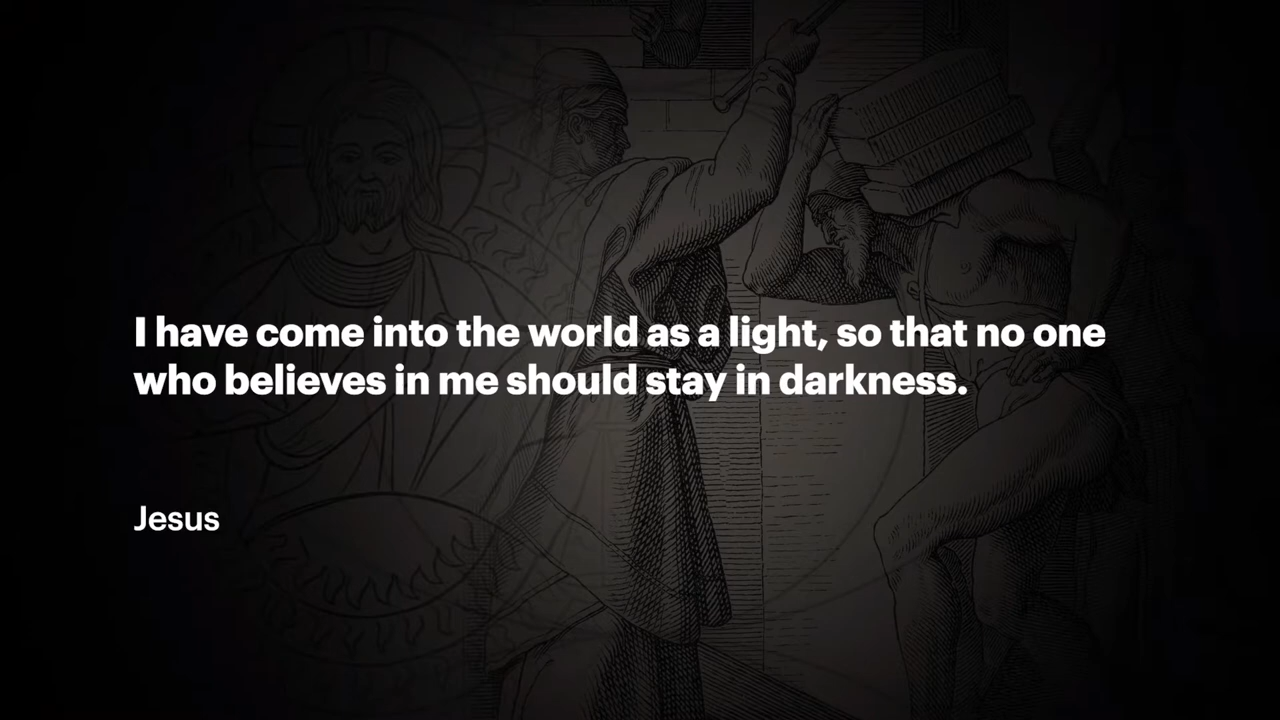 I have come into the world as a light, so that no one
who believes in me should stay in darkness.
Jesus